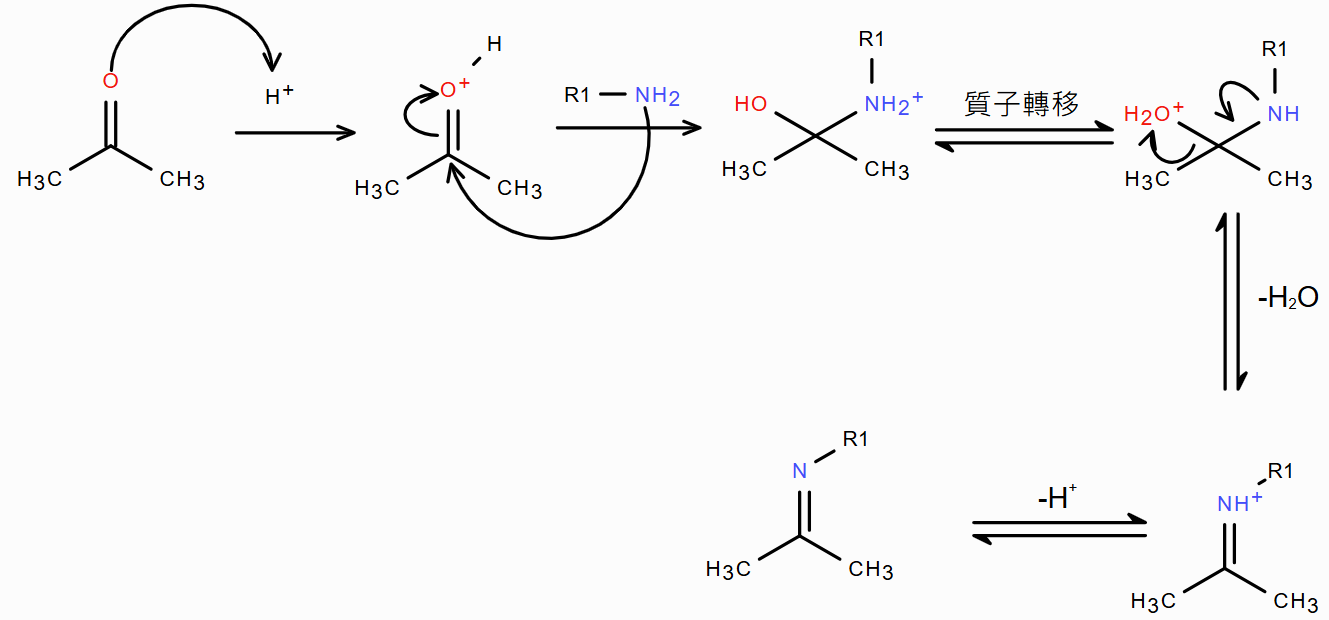 O
H+
H3C CH3
H
O+
H3C CH3
R1 NH2
R1
HO NH2+
H3C CH3
質子轉移
R1
H2O+ NH
H3C CH3
-H2O
R1
N
H3C CH3
-H+
R1
NH+
H3C CH3